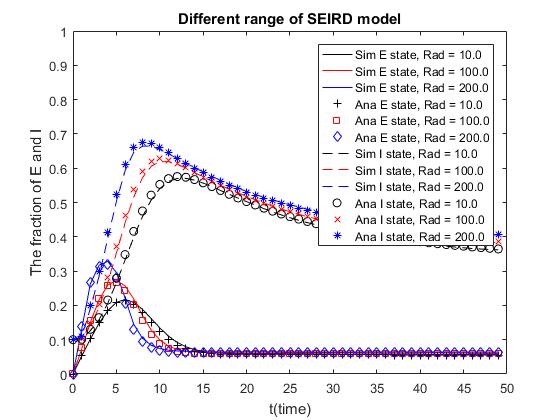 Different range of SEIRD model
The fraction of E and I
1
0.9
0.8
0.7
0.6
0.5
0.4
0.3
0.2
0.1
0
Sim E state, Rad = 10.0
Sim E state, Rad = 100.0
Sim E state, Rad = 200.0
Ana E state, Rad = 10.0
Ana E state, Rad = 100.0
Ana E state, Rad = 200.0
Sim I state, Rad = 10.0
Sim I state, Rad = 100.0
Sim I state, Rad = 200.0
Ana I state, Rad = 10.0
Ana I state, Rad = 100.0
Ana I state, Rad = 200.0
0 5 10 15 20 25 30 35 40 45 50
t(time)